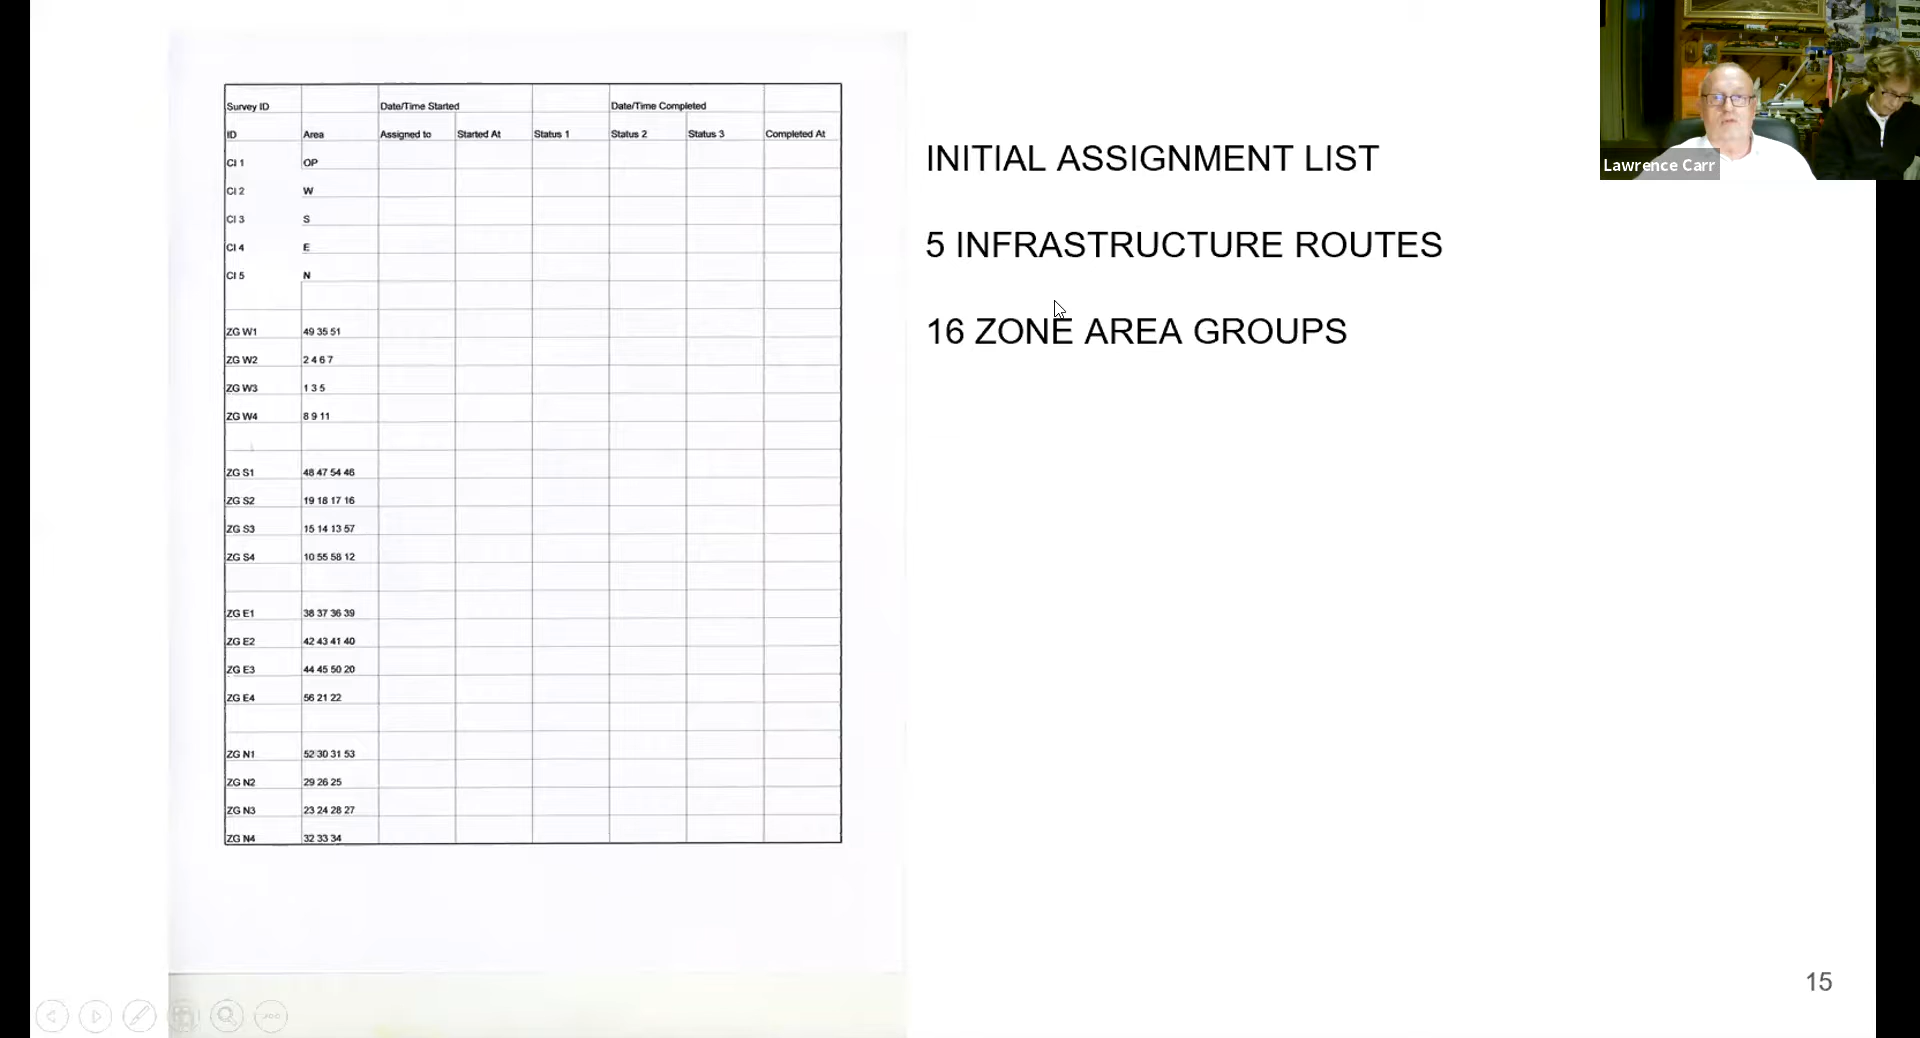 Survey ID Date/Time Started Date/Time Completed
ID Area Assigned to Started At Status 1 Status 2 Status 3 Completed At
CI 1 OP
CI 2 W
CI 3 S
CI 4 E
CI 5 N
ZG W1 49 35 51
ZG W2 2 4 6 7
ZG W3 1 3 5
ZG W4 8 9 11
ZG S1 48 47 54 46
ZG S2 19 18 17 16
ZG S3 15 14 13 57
ZG S4 10 55 58 12
ZG E1 38 37 36 39
ZG E2 42 43 41 40
ZG E3 44 45 50 20
ZG E4 56 21 22
ZG N1 52 30 31 53
ZG N2 29 26 25
ZG N3 23 24 28 27
ZG N4 32 33 34
INITIAL ASSIGNMENT LIST
5 INFRASTRUCTURE ROUTES
16 ZONE AREA GROUPS
Lawrence Carr
15